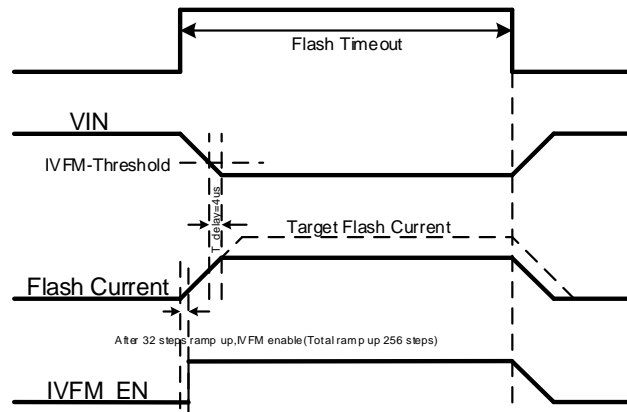 Flash Timeout
VIN
IVFM-Threshold
T_delay=4us
Target Flash Current
Flash Current
After 32 steps ramp up,IVFM enable(Total ramp up 256 steps)
IVFM_EN